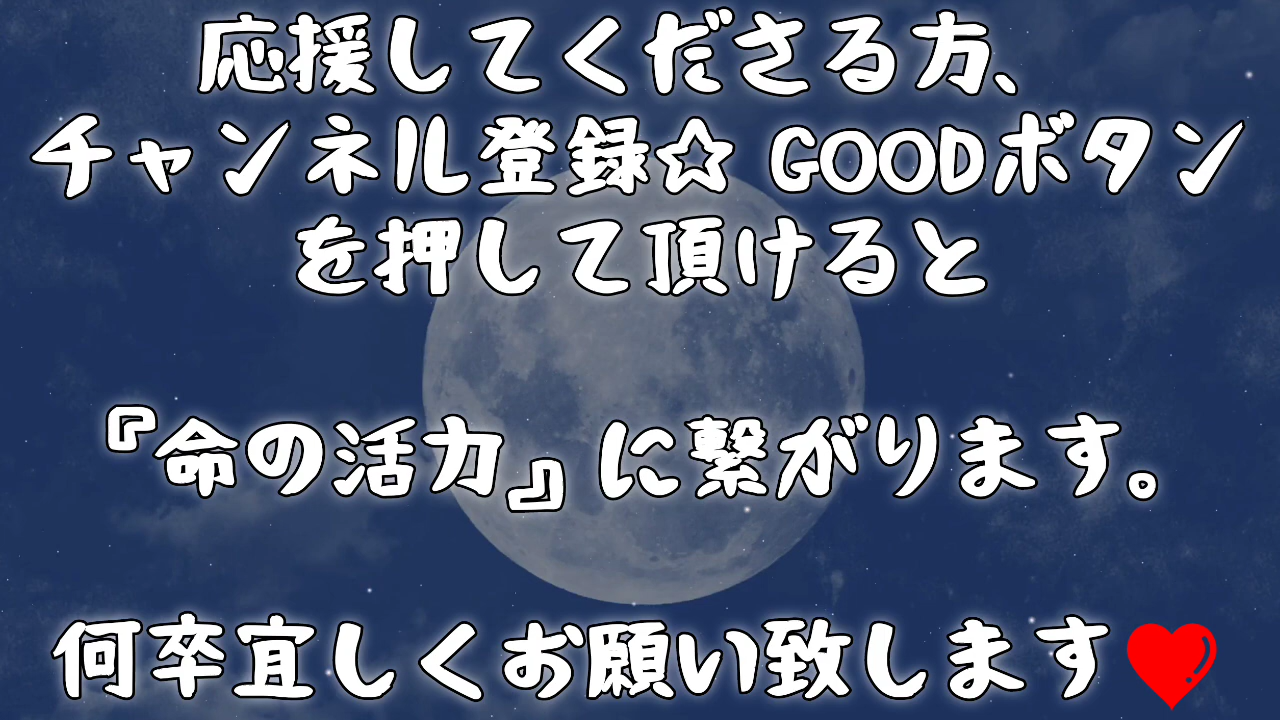 応援してくださる方、
チャンネル登録☆ GOODボタン
を押して頂けると
『命の活力』に繋がります。
何卒宜しくお願い致します